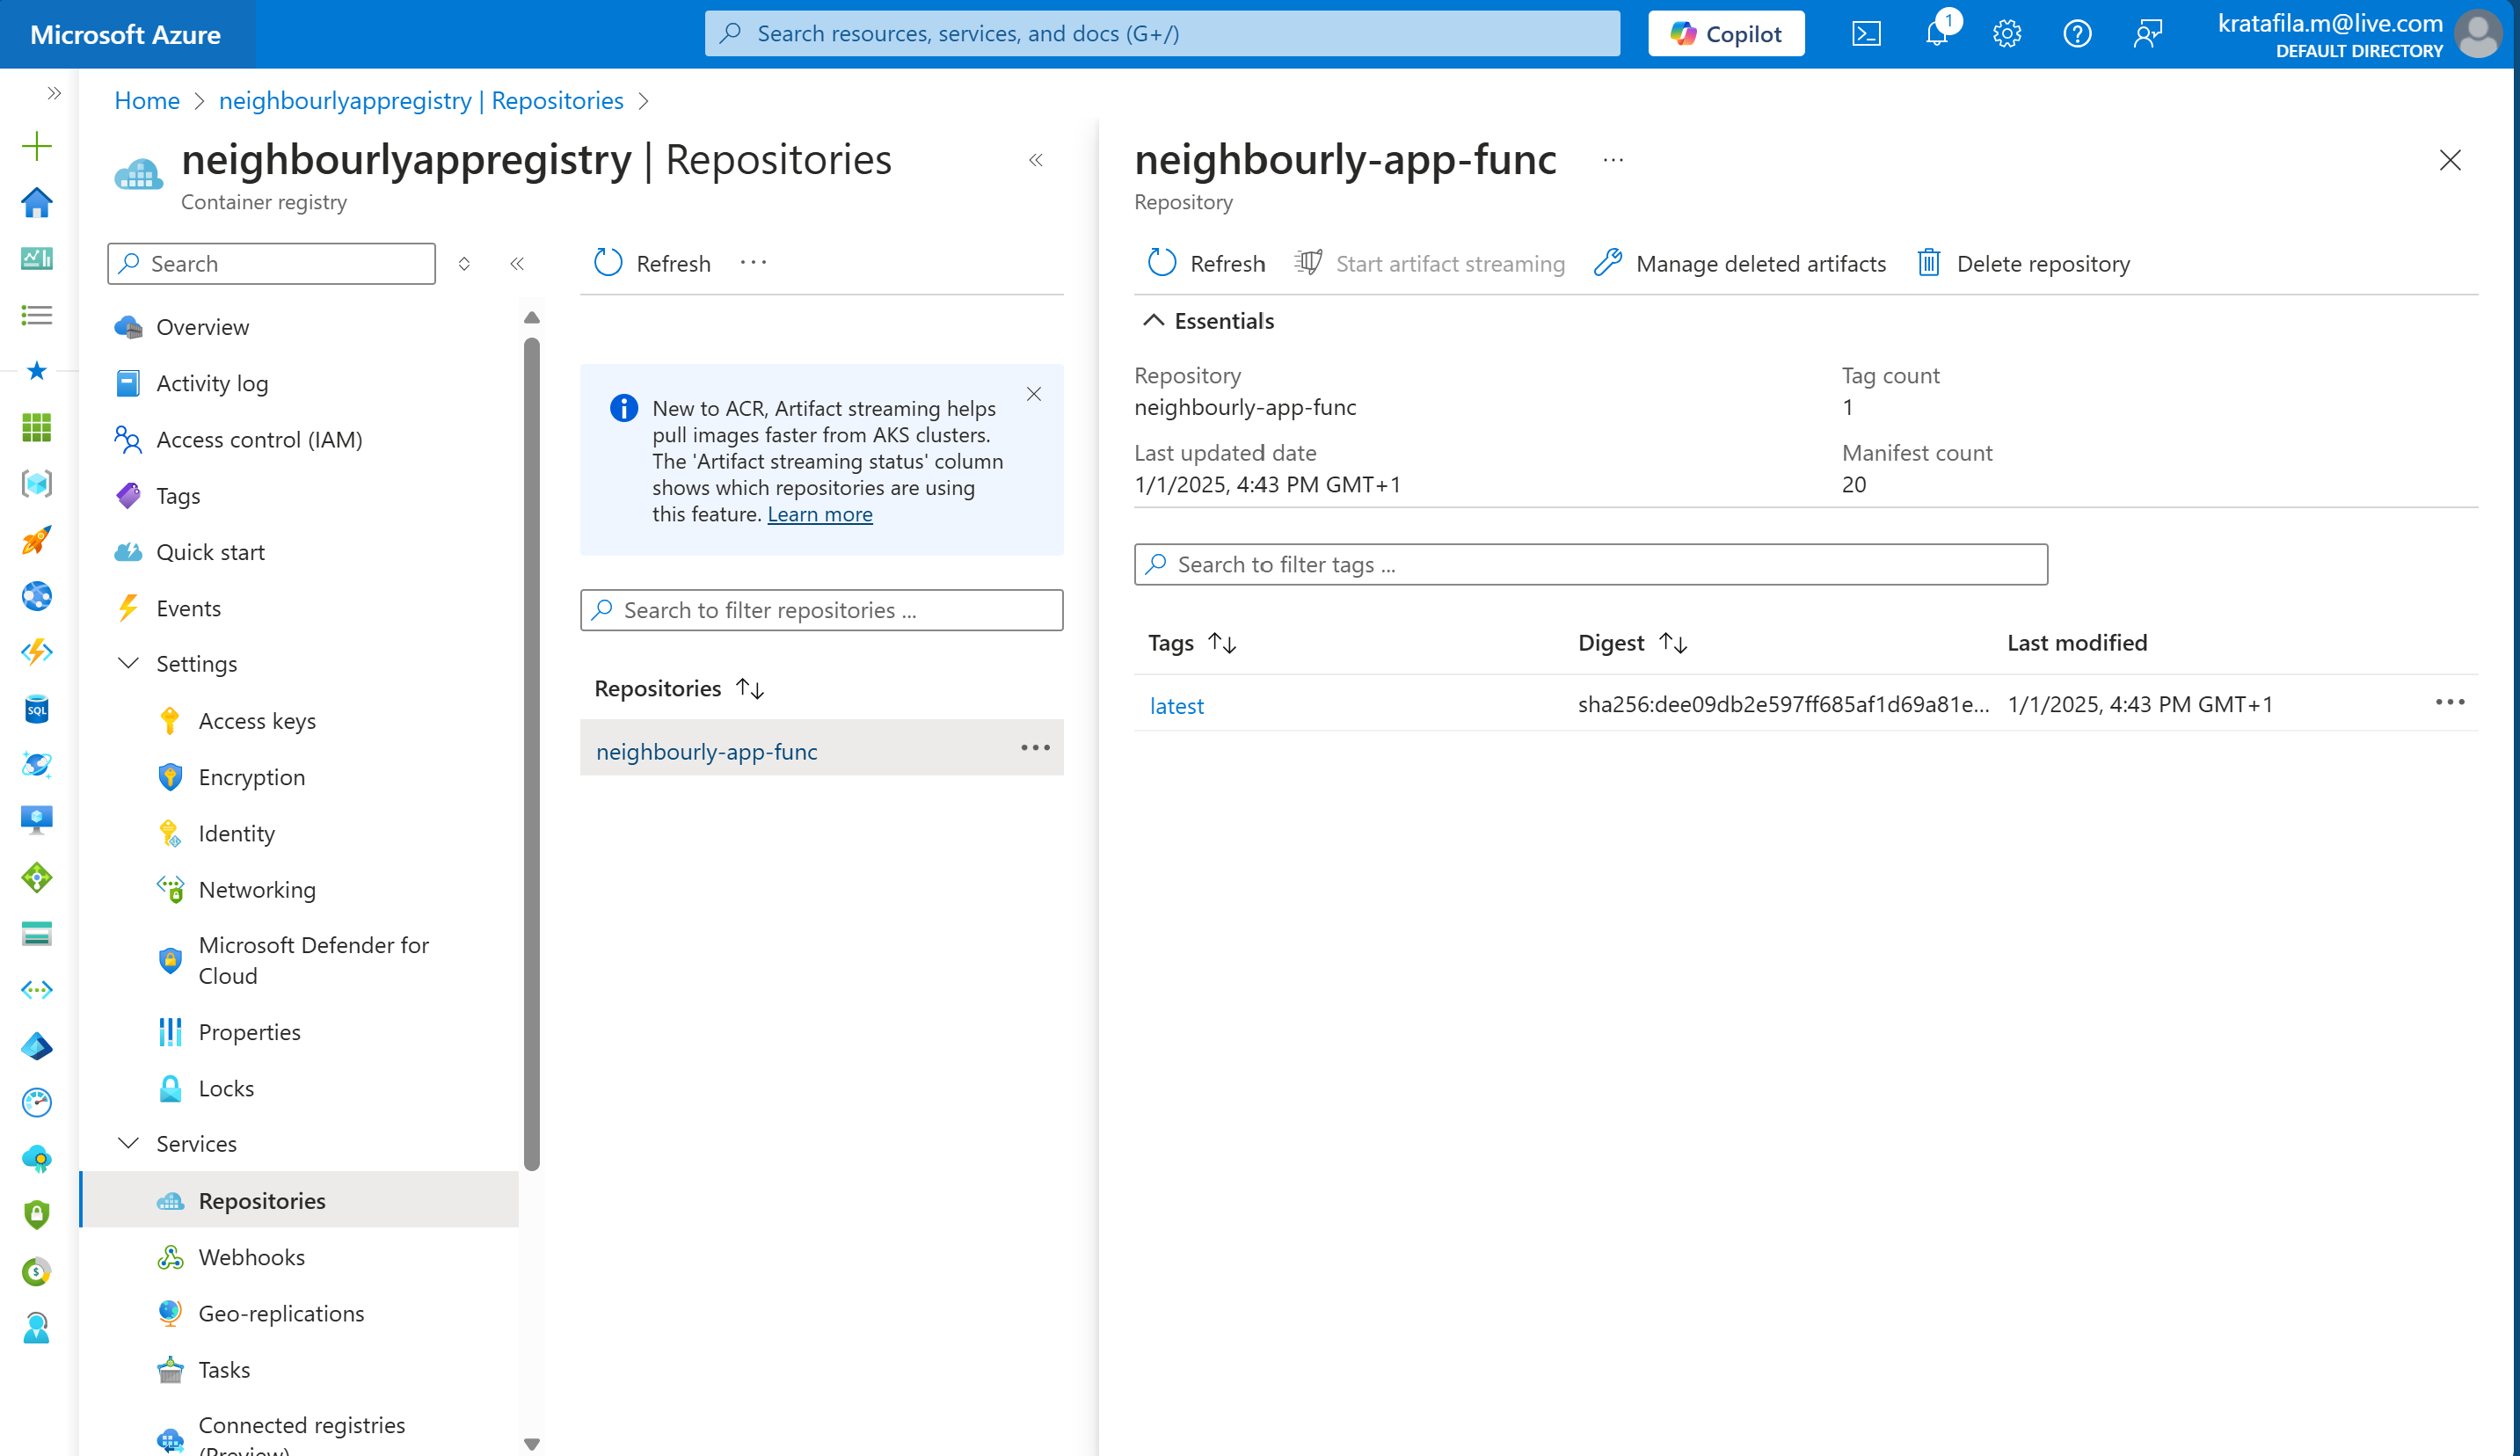 Microsoft Azure
Search resources, services, and docs (G+/)
Copilot
1
kratafila.m@live.com
DEFAULT DIRECTORY
Home
neighbourlyappregistry | Repositories
neighbourlyappregistry | Repositories
Container registry
Search
Overview
Activity log
Access control (IAM)
Tags
Quick start
Events
Settings
Access keys
Encryption
Identity
Networking
Microsoft Defender for
Cloud
Properties
Locks
Services
Repositories
Webhooks
Geo-replications
Tasks
Connected registries
(Preview)
Refresh
New to ACR, Artifact streaming helps
pull images faster from AKS clusters.
The 'Artifact streaming status' column
shows which repositories are using
this feature. Learn more
Search to filter repositories ...
Repositories
neighbourly-app-func
neighbourly-app-func
Repository
Refresh
Start artifact streaming
Manage deleted artifacts
Delete repository
Essentials
Repository
neighbourly-app-func
Last updated date
1/1/2025, 4:43 PM GMT+1
Tag count
1
Manifest count
20
Search to filter tags ...
Tags
Digest
Last modified
latest
sha256:dee09db2e597ff685af1d69a81e...
1/1/2025, 4:43 PM GMT+1
SQL